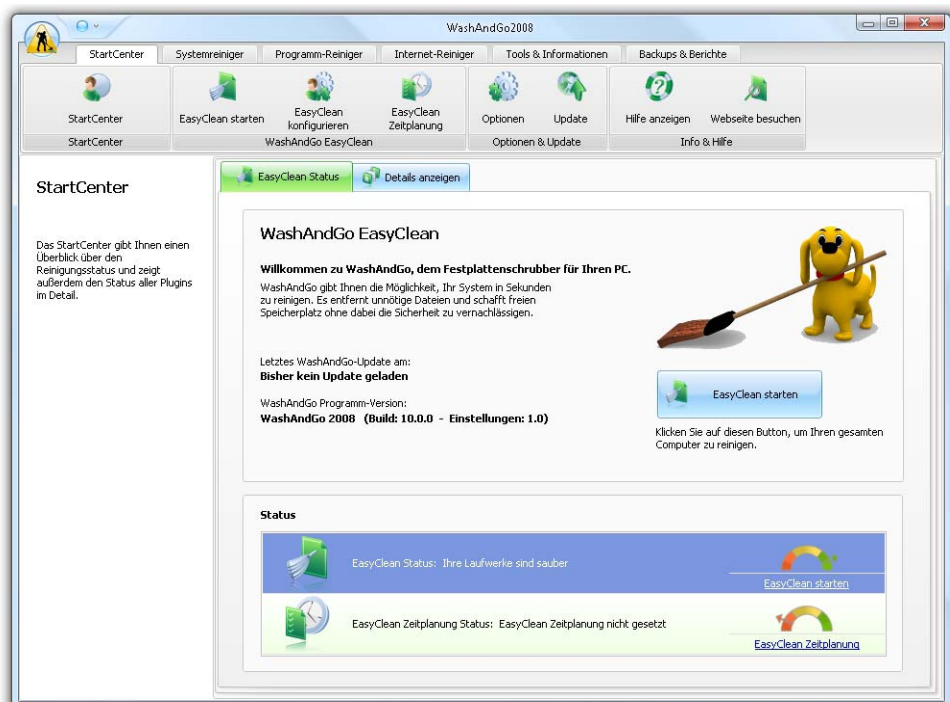 WashAndGo2008
StartCenter
Systemreiniger
Programm-Reiniger
Internet-Reiniger
Tools & Informationen
Backups & Berichte
StartCenter
EasyClean starten
EasyClean
konfigurieren
EasyClean
Zeitplanung
Optionen
Update
Hilfe anzeigen
Webseite besuchen
StartCenter
WashAndGo EasyClean
Optionen & Update
Info & Hilfe
StartCenter
Das StartCenter gibt Ihnen einen
Überblick über den
Reinigungsstatus und zeigt
außerdem den Status aller Plugins
im Detail.
EasyClean Status
Details anzeigen
WashAndGo EasyClean
Willkommen zu WashAndGo, dem Festplattenschrubber für Ihren PC.
WashAndGo gibt Ihnen die Möglichkeit, Ihr System in Sekunden
zu reinigen. Es entfernt unnötige Dateien und schafft freien
Speicherplatz ohne dabei die Sicherheit zu vernachlässigen.
Letztes WashAndGo-Update am:
Bisher kein Update geladen
WashAndGo Programm-Version:
WashAndGo 2008 (Build: 10.0.0 - Einstellungen: 1.0)
EasyClean starten
Klicken Sie auf diesen Button, um Ihren gesamten
Computer zu reinigen.
Status
EasyClean Status: Ihre Laufwerke sind sauber
EasyClean starten
EasyClean Zeitplanung Status: EasyClean Zeitplanung nicht gesetzt
EasyClean Zeitplanung